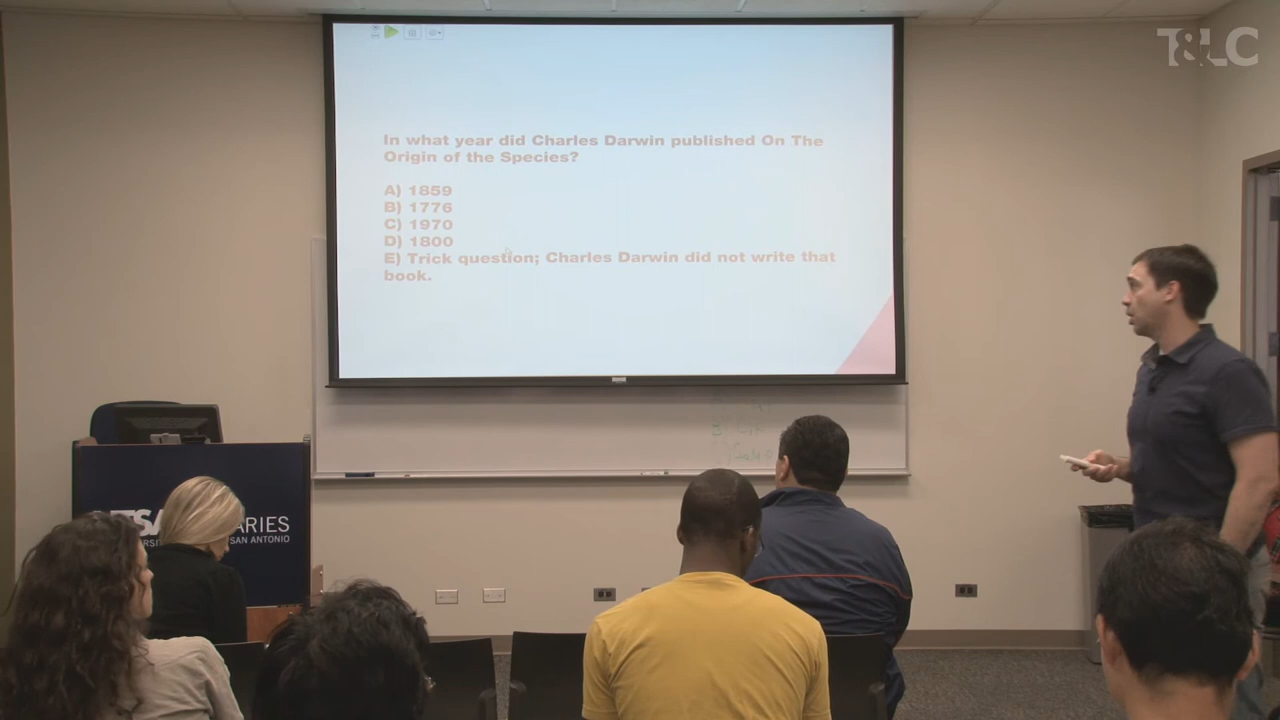 T&LC
In what year did Charles Darwin published On The
Origin of the Species?
A) 1859
B) 1776
C) 1970
D) 1800
E) Trick question; Charles Darwin did not write that
book.
ARIES
SAN ANTONIO